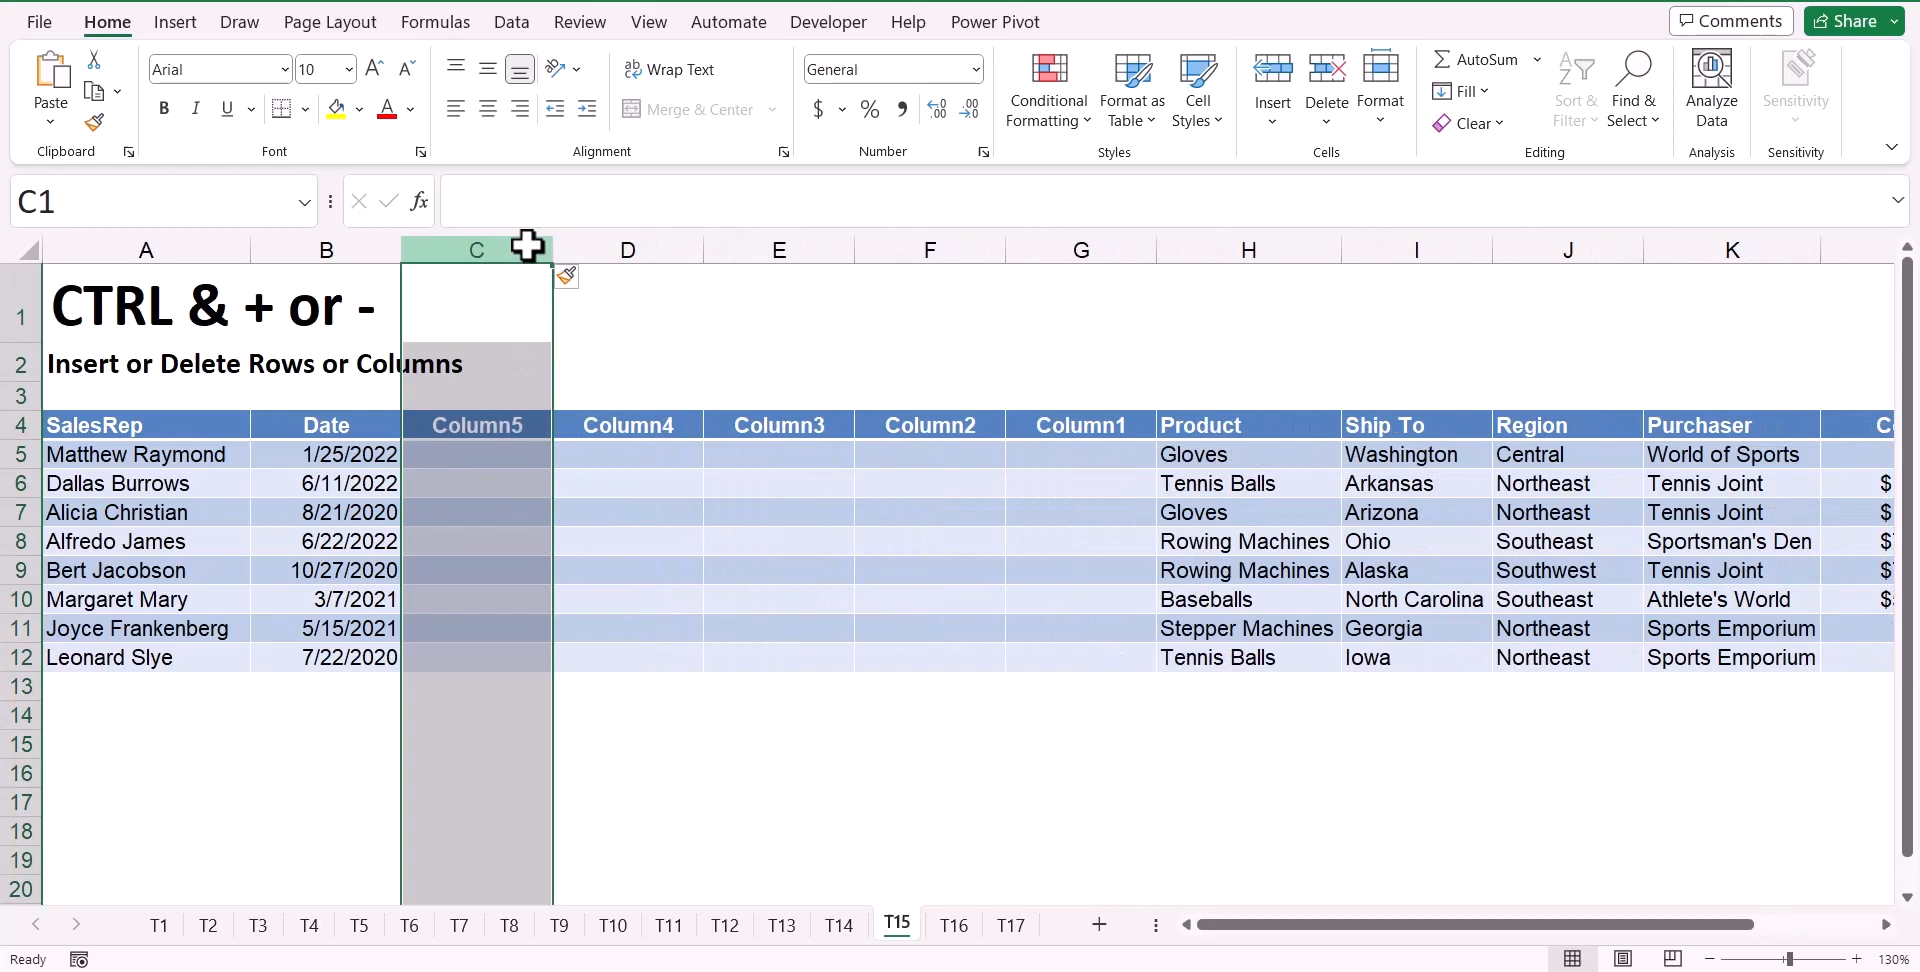 File Home Insert Draw Page Layout Formulas Data Review View Automate Developer Help Power Pivot Comments Share
Paste Arial 10 Wrap Text General Conditional Formatting Format as Table Cell Styles Insert Delete Format AutoSum Fill Clear Sort & Filter Find & Select Analyze Data Sensitivity
B I U Merge & Center $ %
Clipboard Font Alignment Number Styles Cells Editing Analysis Sensitivity
C1 fx
A B C D E F G H I J K
1 CTRL & + or -
2 Insert or Delete Rows or Columns
3
4 SalesRep Date Column5 Column4 Column3 Column2 Column1 Product Ship To Region Purchaser
5 Matthew Raymond 1/25/2022 Gloves Washington Central World of Sports
6 Dallas Burrows 6/11/2022 Tennis Balls Arkansas Northeast Tennis Joint $
7 Alicia Christian 8/21/2020 Gloves Arizona Northeast Tennis Joint $
8 Alfredo James 6/22/2022 Rowing Machines Ohio Southeast Sportsman's Den $
9 Bert Jacobson 10/27/2020 Rowing Machines Alaska Southwest Tennis Joint $
10 Margaret Mary 3/7/2021 Baseballs North Carolina Southeast Athlete's World $
11 Joyce Frankenberg 5/15/2021 Stepper Machines Georgia Northeast Sports Emporium
12 Leonard Slye 7/22/2020 Tennis Balls Iowa Northeast Sports Emporium
13
14
15
16
17
18
19
20
T1 T2 T3 T4 T5 T6 T7 T8 T9 T10 T11 T12 T13 T14 T15 T16 T17
Ready 130%